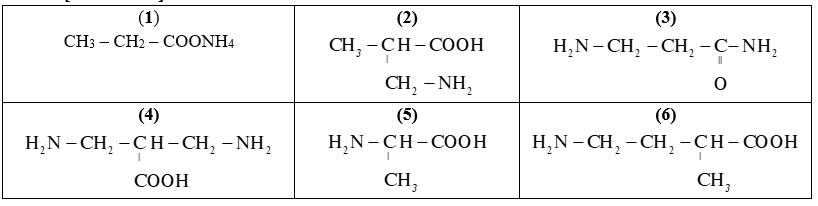 (1)
CH3 – CH2 – COONH4
(2)
CH₃ – CH – COOH
CH₂ – NH₂
(3)
H₂N – CH₂ – CH₂ – C – NH₂
O
(4)
H₂N – CH₂ – CH – CH₂ – NH₂
COOH
(5)
H₂N – CH – COOH
CH₃
(6)
H₂N – CH₂ – CH₂ – CH – COOH
CH₃